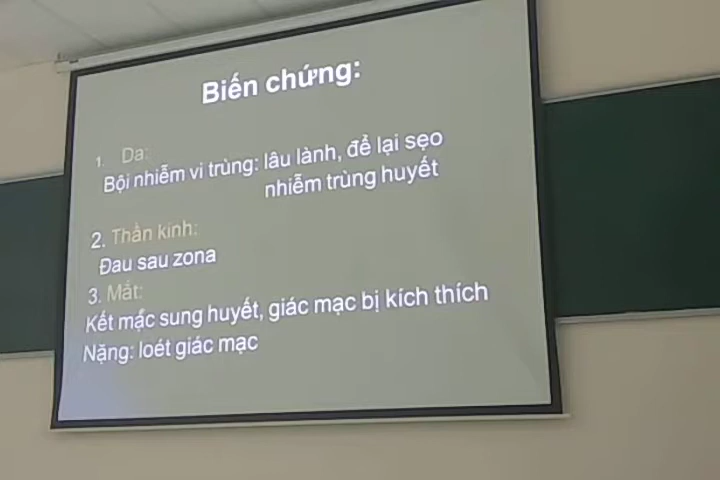 Biến chứng:
1. Da:
Bội nhiễm vi trùng: lâu lành, để lại sẹo
nhiễm trùng huyết
2. Thần kinh:
Đau sau zona
3. Mắt:
Kết mạc sung huyết, giác mạc bị kích thích
Nặng: loét giác mạc